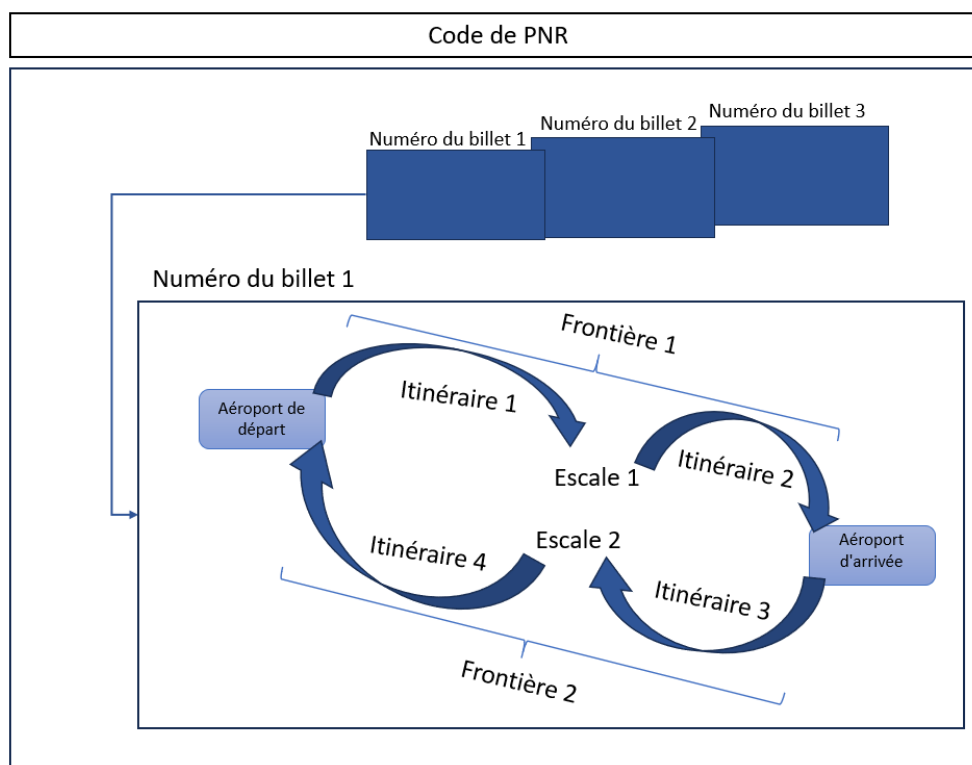 Code de PNR
Numéro du billet 1
Numéro du billet 2
Numéro du billet 3
Numéro du billet 1
Frontière 1
Itinéraire 1
Aéroport de
départ
Itinéraire 2
Escale 1
Escale 2
Aéroport
d'arrivée
Itinéraire 4
Itinéraire 3
Frontière 2